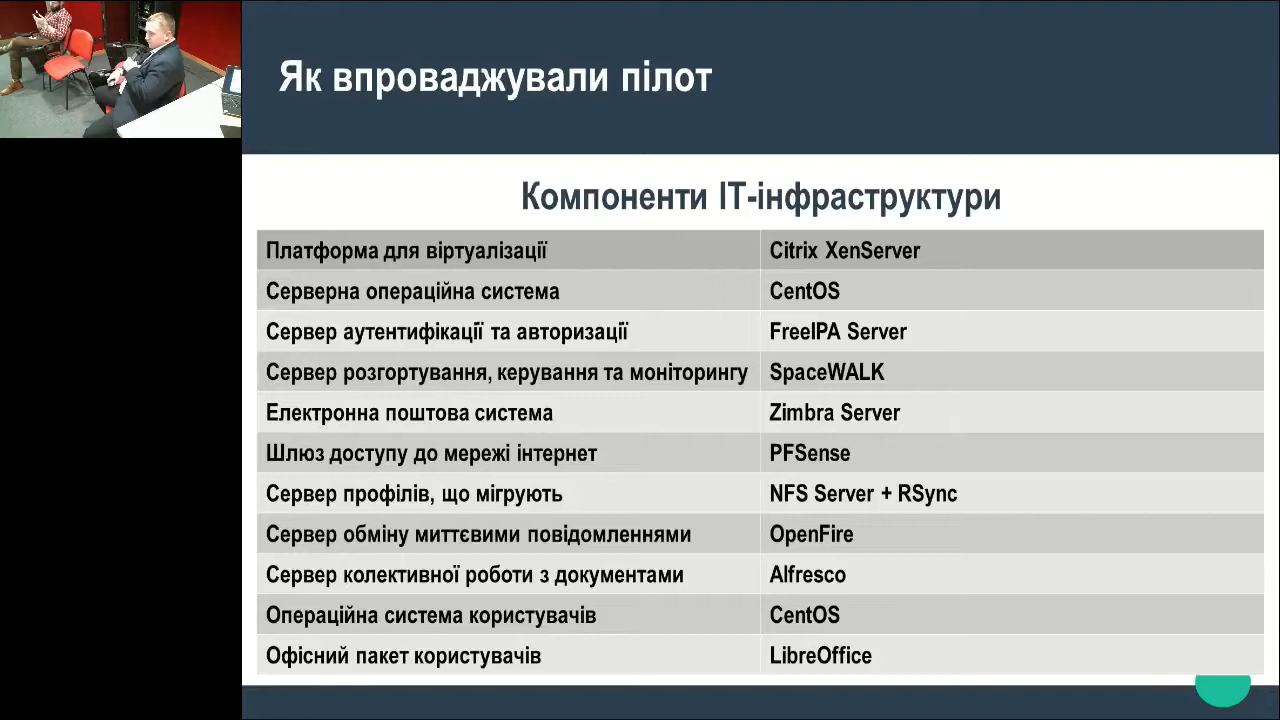 Як впроваджували пілот
Компоненти ІТ-інфраструктури
Платформа для віртуалізації Citrix XenServer
Серверна операційна система CentOS
Сервер аутентифікації та авторизації FreeIPA Server
Сервер розгортування, керування та моніторингу SpaceWALK
Електронна поштова система Zimbra Server
Шлюз доступу до мережі інтернет PFSense
Сервер профілів, що мігрують NFS Server + RSync
Сервер обміну миттєвими повідомленнями OpenFire
Сервер колективної роботи з документами Alfresco
Операційна система користувачів CentOS
Офісний пакет користувачів LibreOffice